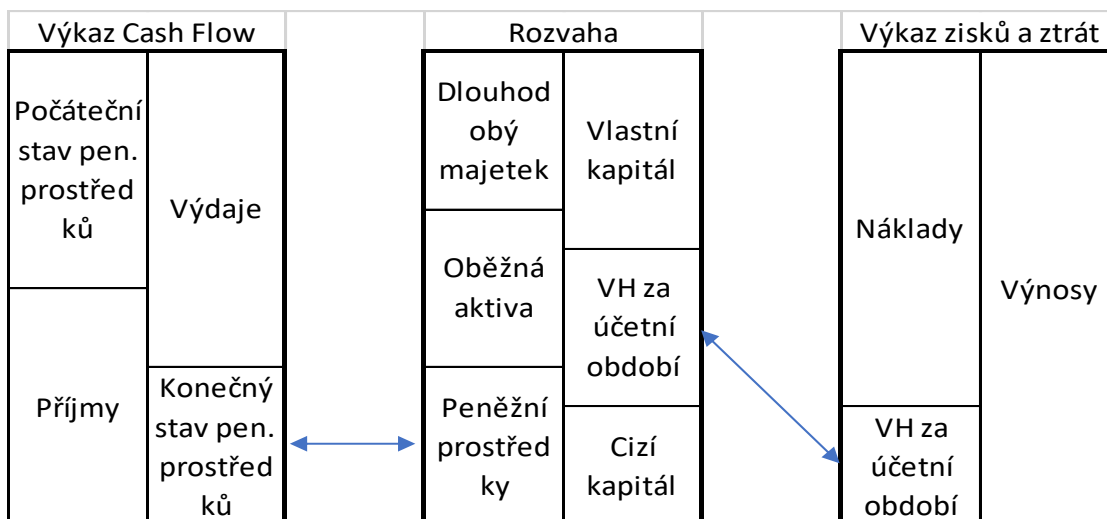 Výkaz Cash Flow
Počáteční
stav pen.
prostřed
ků
Příjmy
Výdaje
Konečný
stav pen.
prostřed
ků
Rozvaha
Dlouhod
obý
majetek
Oběžná
aktiva
Peněžní
prostřed
ky
Vlastní
kapitál
VH za
účetní
období
Cizí
kapitál
Výkaz zisků a ztrát
Náklady
VH za
účetní
období
Výnosy